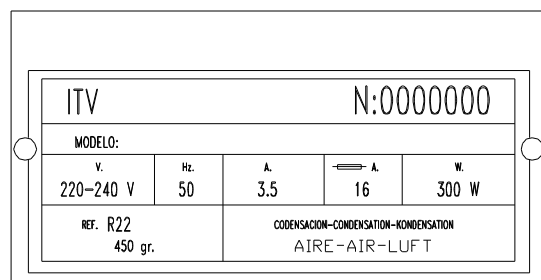 ITV N:0000000
MODELO:
V. Hz. A. A. W.
220-240 V 50 3.5 16 300 W
REF. R22 CODENSACION-CONDENSATION-KONDENSATION
450 gr. AIRE-AIR-LUFT